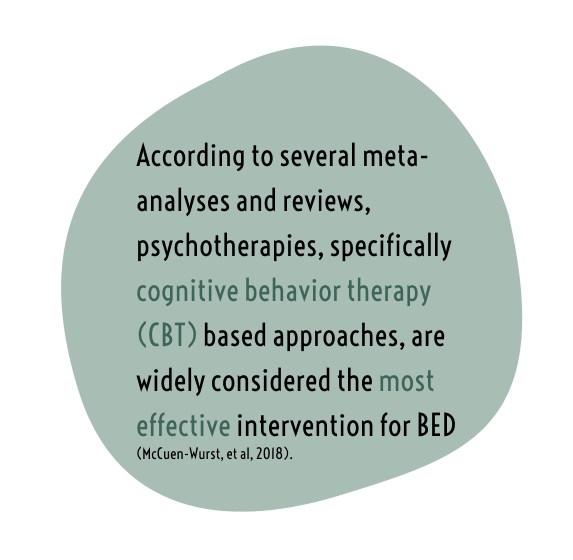 According to several meta-
analyses and reviews,
psychotherapies, specifically
cognitive behavior therapy
(CBT) based approaches, are
widely considered the most
effective intervention for BED
(McCuen-Wurst, et al, 2018).